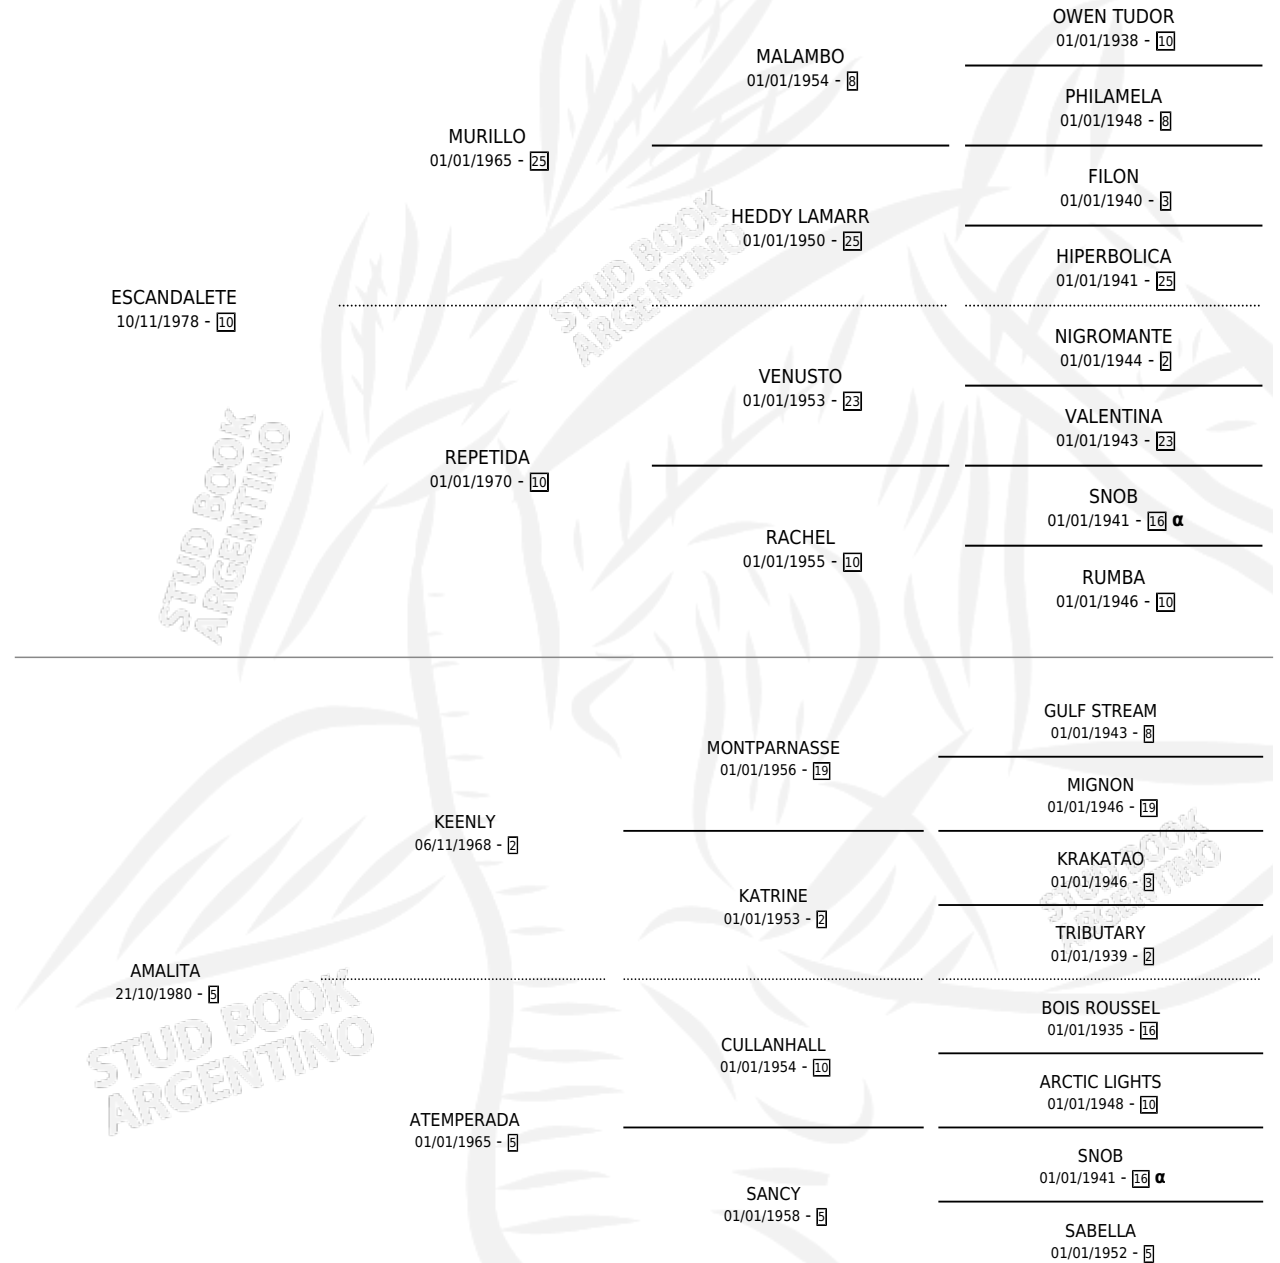 OWEN TUDOR
01/01/1938 - 10
MALAMBO
01/01/1954 - 8
PHILAMELA
01/01/1948 - 8
MURILLO
01/01/1965 - 25
FILON
01/01/1940 - 3
HEDDY LAMARR
01/01/1950 - 25
HIPERBOLICA
01/01/1941 - 25
ESCANDALETE
10/11/1978 - 10
NIGROMANTE
01/01/1944 - 2
VENUSTO
01/01/1953 - 23
VALENTINA
01/01/1943 - 23
REPETIDA
01/01/1970 - 10
SNOB
01/01/1941 - 16 α
RACHEL
01/01/1955 - 10
RUMBA
01/01/1946 - 10
GULF STREAM
01/01/1943 - 8
MONTPARNASSE
01/01/1956 - 19
MIGNON
01/01/1946 - 19
KEENLY
06/11/1968 - 2
KRAKATAO
01/01/1946 - 3
KATRINE
01/01/1953 - 2
TRIBUTARY
01/01/1939 - 2
AMALITA
21/10/1980 - 5
BOIS ROUSSEL
01/01/1935 - 16
CULLANHALL
01/01/1954 - 10
ARCTIC LIGHTS
01/01/1948 - 10
ATEMPERADA
01/01/1965 - 5
SNOB
01/01/1941 - 16 α
SANCY
01/01/1958 - 5
SABELLA
01/01/1952 - 5
STUD BOOK
ARGENTINO
STUD BOOK
ARGENTINO
STUD BOOK
ARGENTINO
STUD BOOK
ARGENTINO